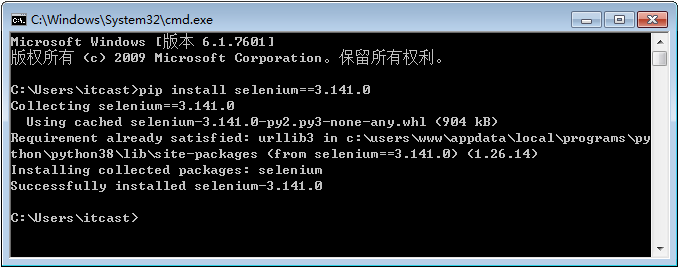 C:\Windows\System32\cmd.exe
Microsoft Windows [版本 6.1.7601]
版权所有 (c) 2009 Microsoft Corporation。保留所有权利。
C:\Users\itcast>pip install selenium==3.141.0
Collecting selenium==3.141.0
  Using cached selenium-3.141.0-py2.py3-none-any.whl (904 kB)
Requirement already satisfied: urllib3 in c:\users\www\appdata\local\programs\py
thon\python38\lib\site-packages (from selenium==3.141.0) (1.26.14)
Installing collected packages: selenium
Successfully installed selenium-3.141.0
C:\Users\itcast>